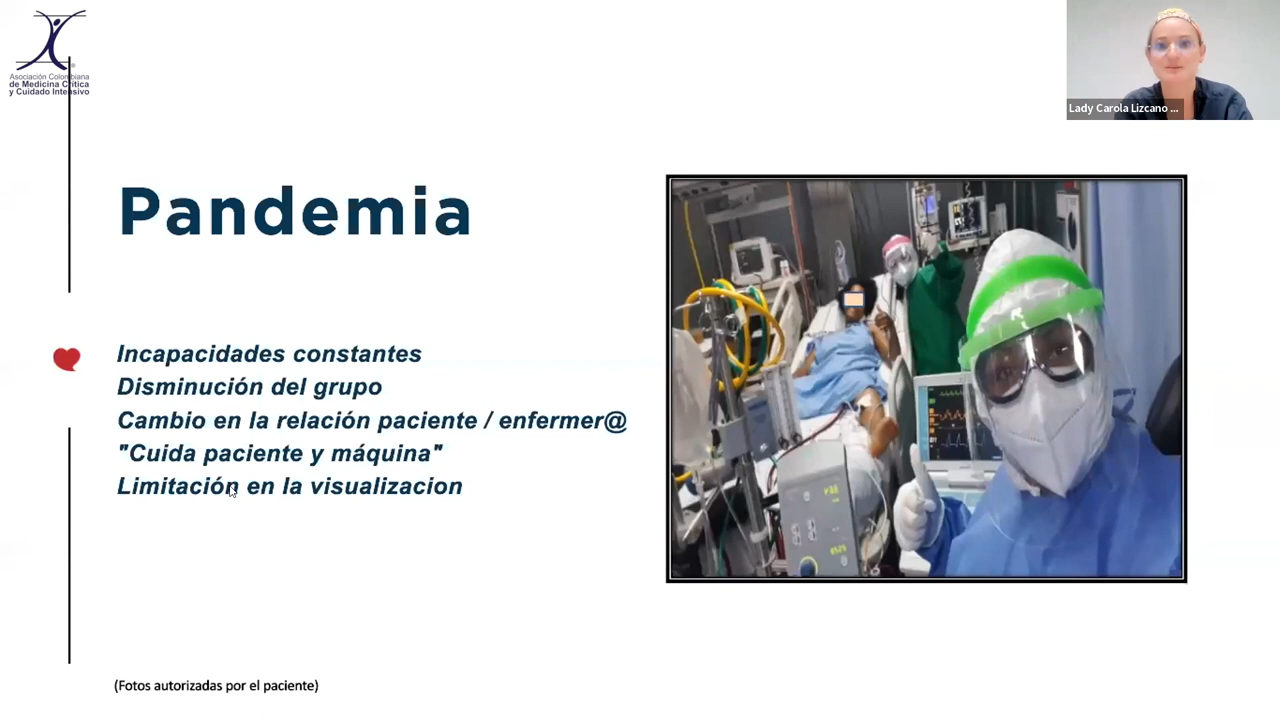 Asociación Colombiana
de Medicina Crítica
y Cuidado Intensivo
Lady Carola Lizcano ...
Pandemia
Incapacidades constantes
Disminución del grupo
Cambio en la relación paciente / enfermer@
"Cuida paciente y máquina"
Limitación en la visualizacion
(Fotos autorizadas por el paciente)